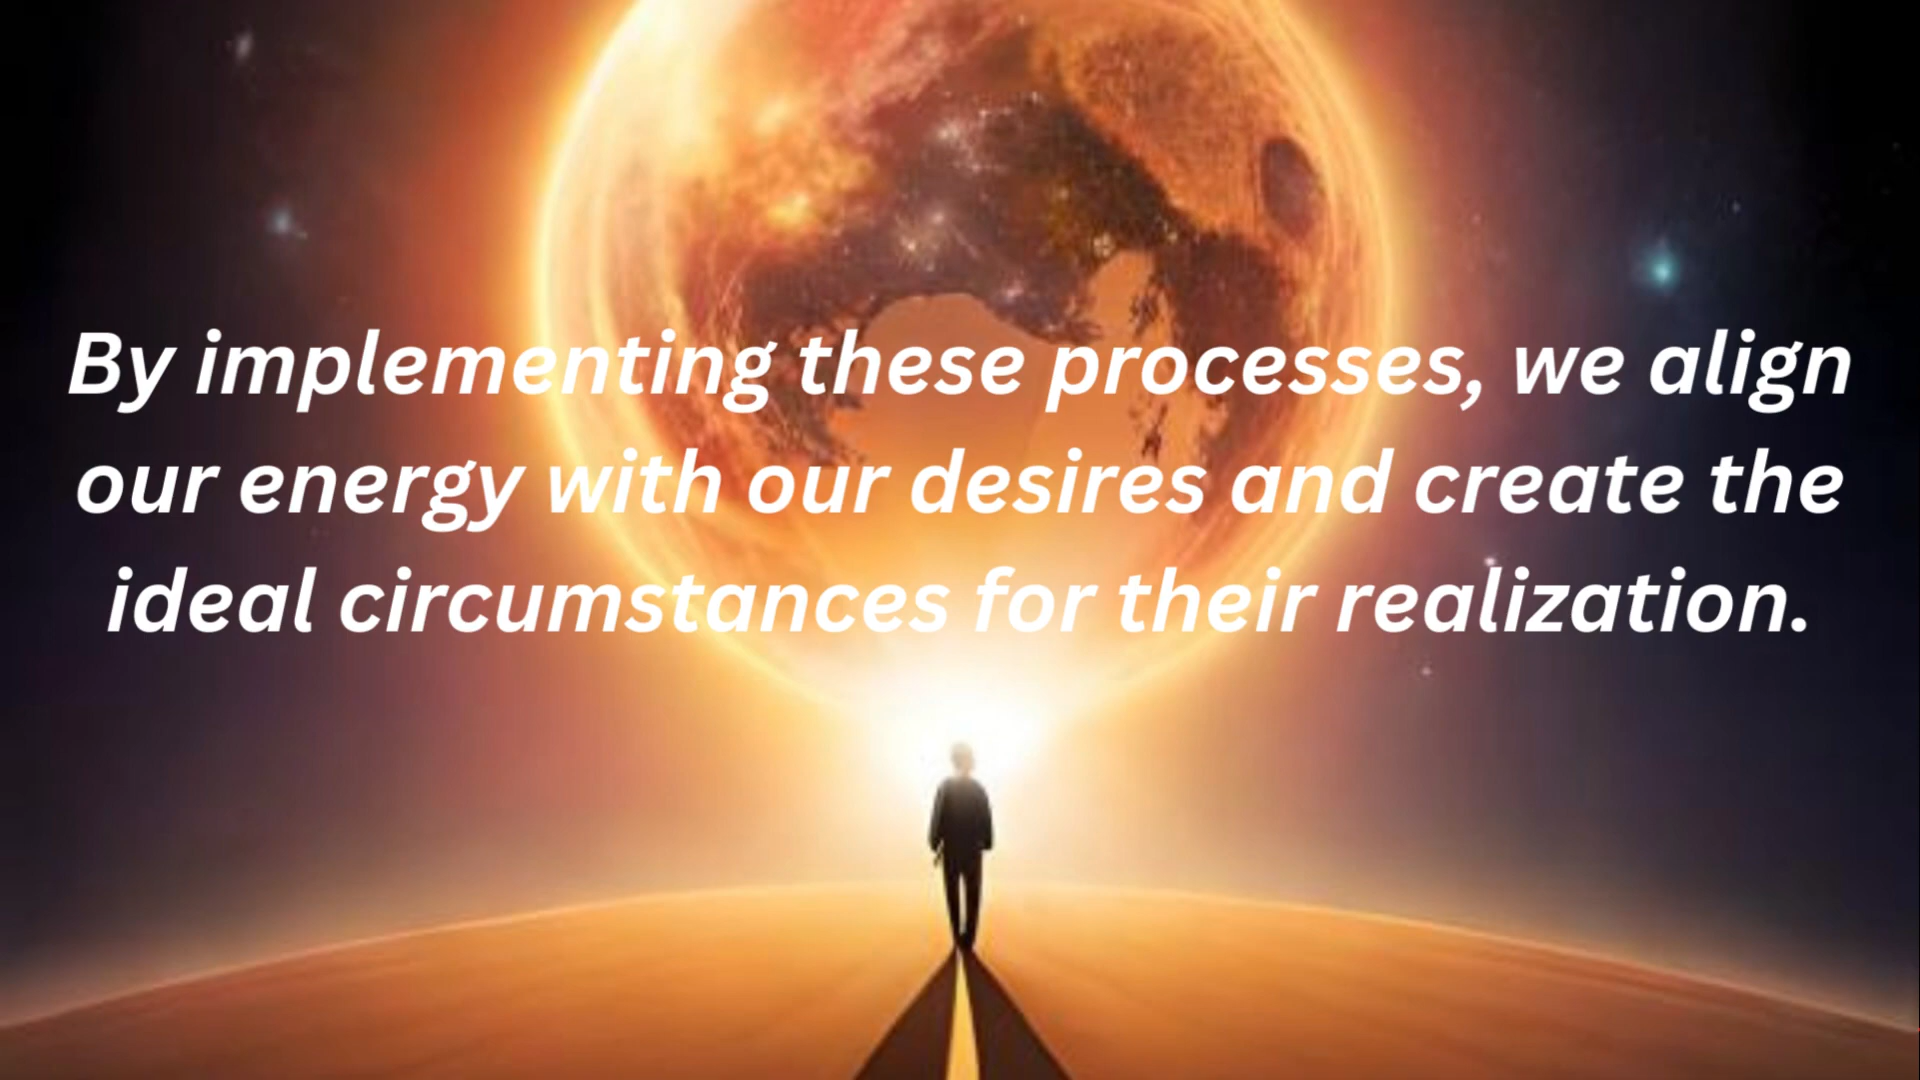 By implementing these processes, we align
our energy with our desires and create the
ideal circumstances for their realization.